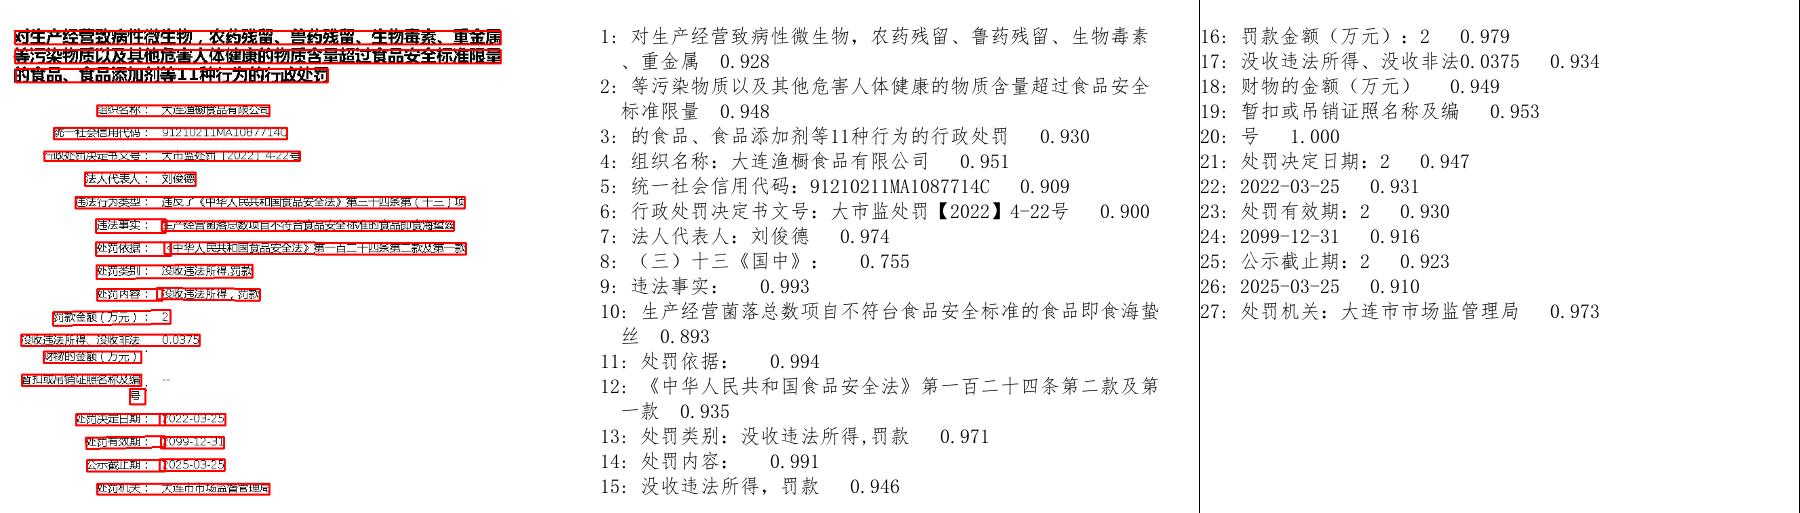 对生产经营致病性微生物，农药残留、兽药残留、生物毒素、重金属
等污染物质以及其他危害人体健康的物质含量超过食品安全标准限量
的食品、食品添加剂等11种行为的行政处罚
组织名称： 大连渔橱食品有限公司
统一社会信用代码： 91210211MA1087714C
行政处罚决定书文号： 大市监处罚【2022】4-22号
法人代表人： 刘俊德
违法行为类型： 违反了《中华人民共和国食品安全法》第三十四条第（十三）项
违法事实： 生产经营菌落总数项目不符合食品安全标准的食品即食海蜇丝
处罚依据： 《中华人民共和国食品安全法》第一百二十四条第二款及第一款
处罚类别： 没收违法所得,罚款
处罚内容： 没收违法所得，罚款
罚款金额（万元）： 2
没收违法所得、没收非法 0.0375
财物的金额（万元）
暂扣或吊销证照名称及编 --
号
处罚决定日期： 2022-03-25
处罚有效期： 2099-12-31
公示截止期： 2025-03-25
处罚机关： 大连市市场监督管理局
1: 对生产经营致病性微生物，农药残留、鲁药残留、生物毒素
、重金属 0.928
2: 等污染物质以及其他危害人体健康的物质含量超过食品安全
标准限量 0.948
3: 的食品、食品添加剂等11种行为的行政处罚 0.930
4: 组织名称：大连渔橱食品有限公司 0.951
5: 统一社会信用代码：91210211MA1087714C 0.909
6: 行政处罚决定书文号：大市监处罚【2022】4-22号 0.900
7: 法人代表人：刘俊德 0.974
8: （三）十三《国中》： 0.755
9: 违法事实： 0.993
10: 生产经营菌落总数项自不符台食品安全标准的食品即食海垫
丝 0.893
11: 处罚依据： 0.994
12: 《中华人民共和国食品安全法》第一百二十四条第二款及第
一款 0.935
13: 处罚类别：没收违法所得,罚款 0.971
14: 处罚内容： 0.991
15: 没收违法所得，罚款 0.946
16: 罚款金额（万元）：2 0.979
17: 没收违法所得、没收非法0.0375 0.934
18: 财物的金额（万元） 0.949
19: 暂扣或吊销证照名称及编 0.953
20: 号 1.000
21: 处罚决定日期：2 0.947
22: 2022-03-25 0.931
23: 处罚有效期：2 0.930
24: 2099-12-31 0.916
25: 公示截止期：2 0.923
26: 2025-03-25 0.910
27: 处罚机关：大连市市场监管理局 0.973